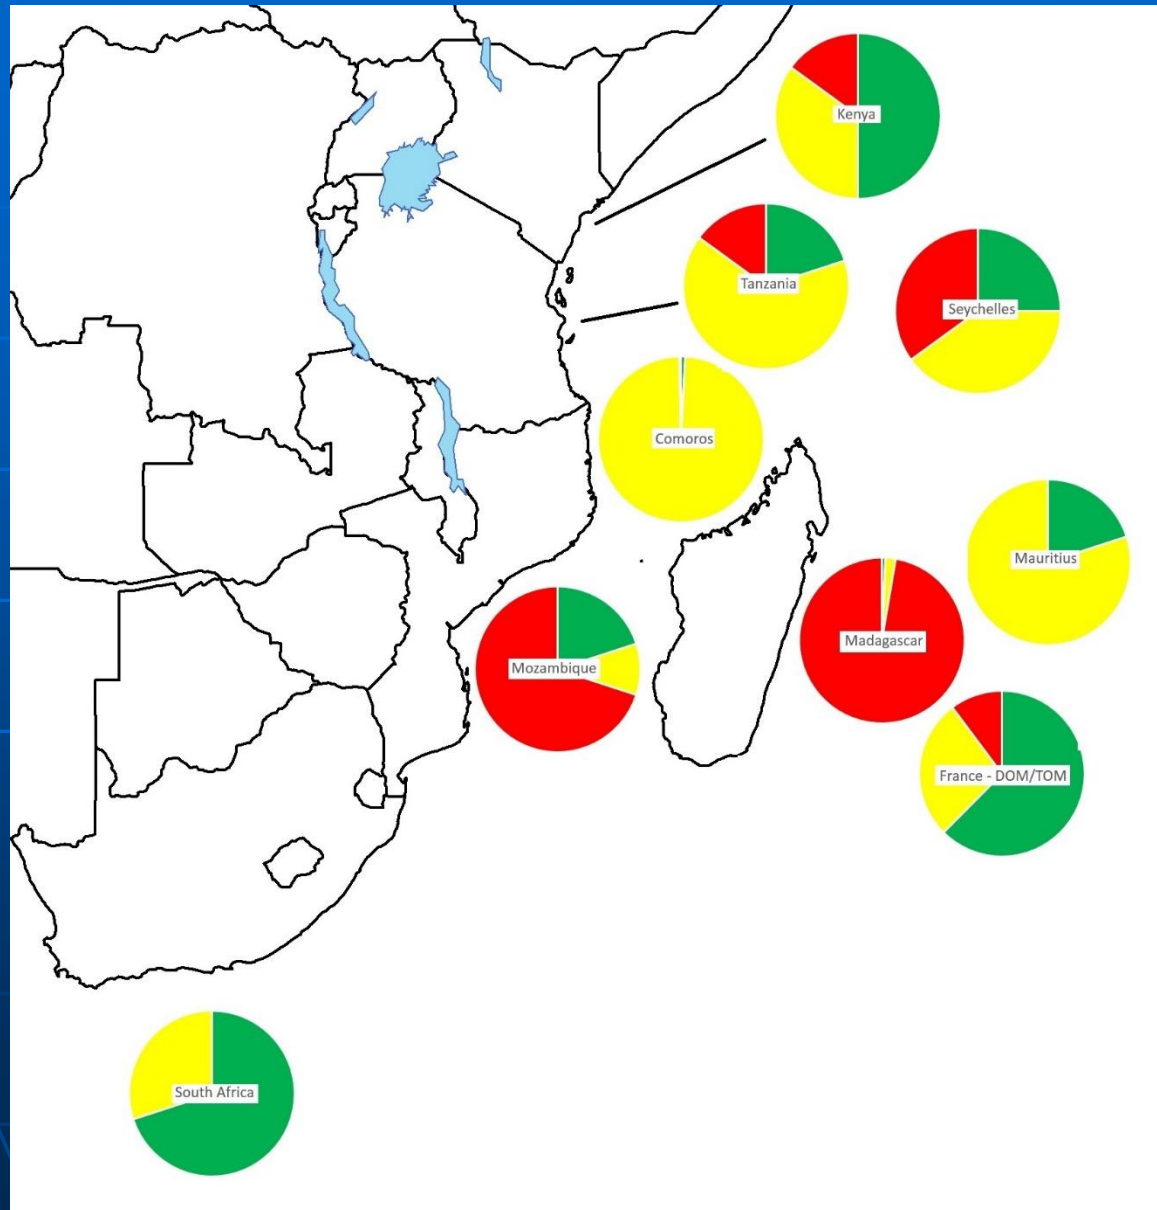 Kenya
Tanzania
Seychelles
Comoros
Mauritius
Madagascar
Mozambique
France - DOM/TOM
South Africa